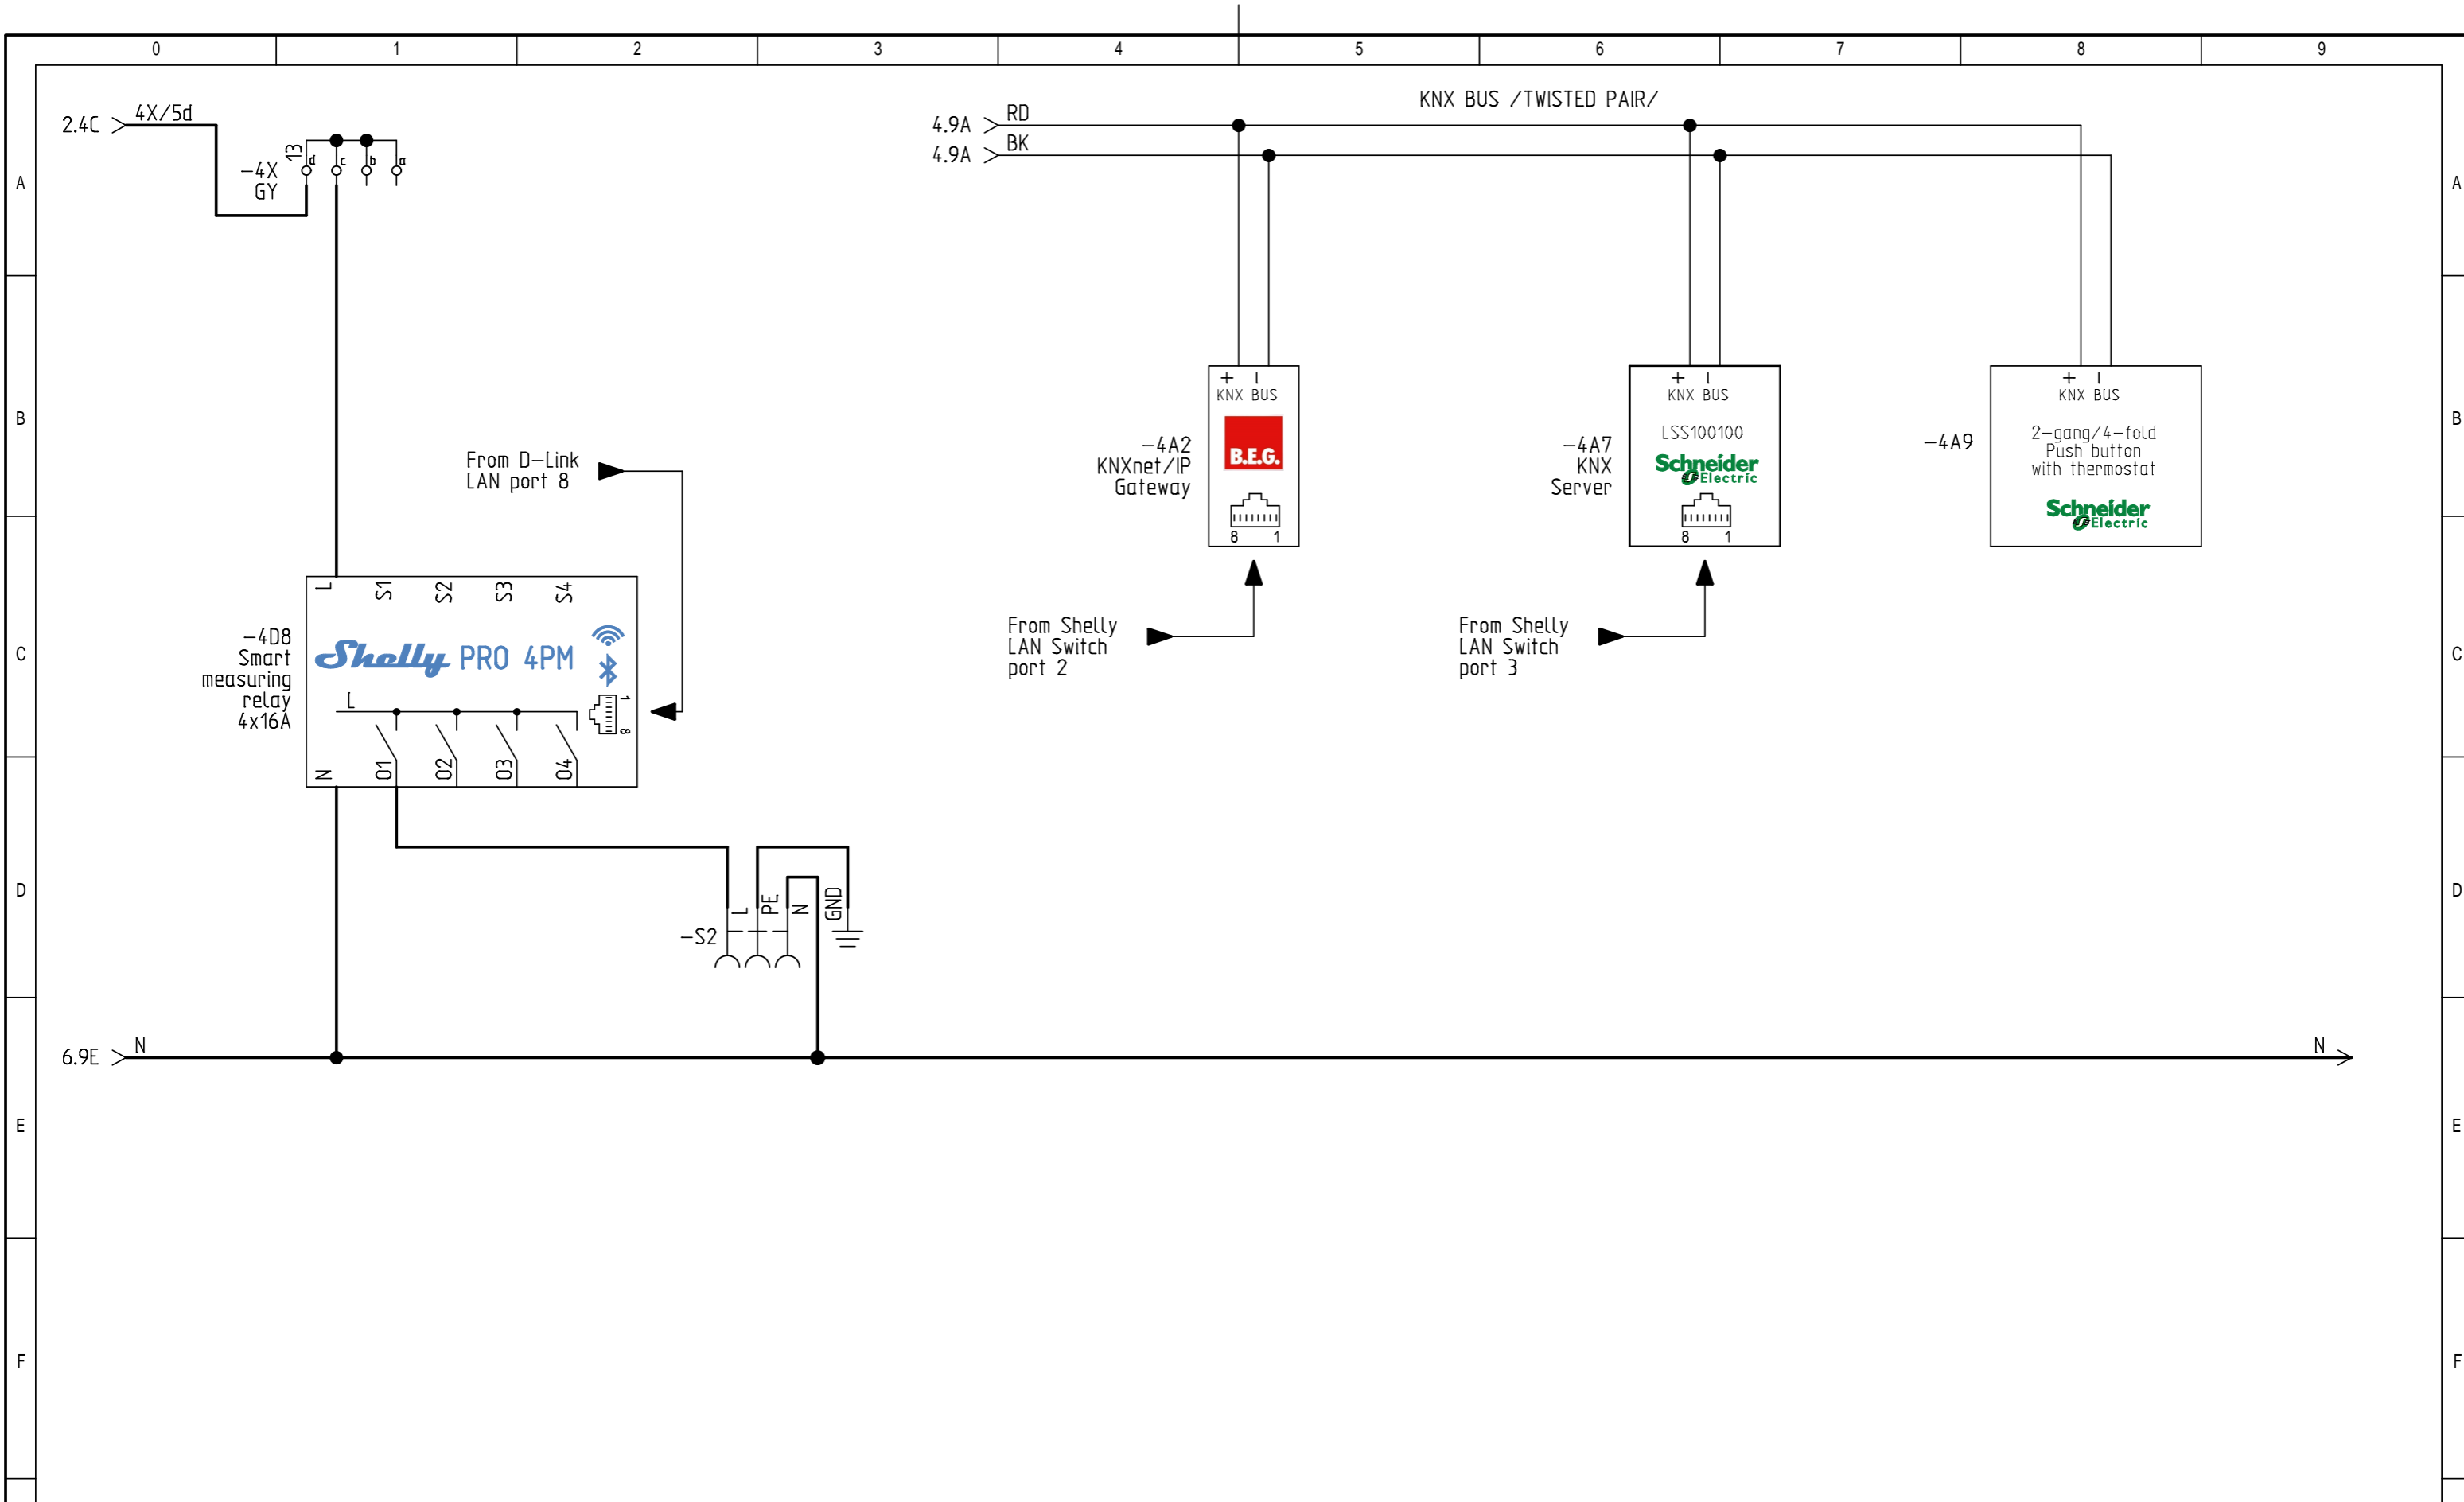 0 1 2 3 4 5 6 7 8 9
A
B
C
D
E
F
A
B
C
D
E
F
2.4C
4X/5d
13
d c b a
-4X
GY
KNX BUS /TWISTED PAIR/
4.9A RD
4.9A BK
From D-Link
LAN port 8
-4D8
Smart
measuring
relay
4x16A
L S1 S2 S3 S4
Shelly PRO 4PM
L
1
8
N O1 O2 O3 O4
-4A2
KNXnet/IP
Gateway
+ -
KNX BUS
B.E.G.
8 1
From Shelly
LAN Switch
port 2
-4A7
KNX
Server
+ -
KNX BUS
LSS100100
Schneider
Electric
8 1
From Shelly
LAN Switch
port 3
-4A9
+ -
KNX BUS
2-gang/4-fold
Push button
with thermostat
Schneider
Electric
-S2
L PE N GND
6.9E N
N